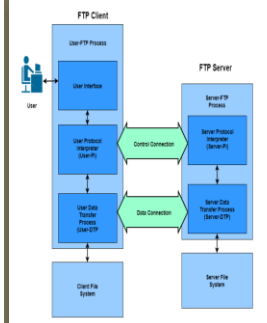 FTP Client
User-FTP Process
User Interface
User
User Protocol
Interpreter
(User-PI)
Control Connection
User Data
Transfer
Process
(User-DTP
Data Connection
Client File
System
FTP Server
Server-FTP
Process
Server Protocol
Interpreter
(Server-PI)
Server Data
Transfer Process
(Server-DTP)
Server File
System